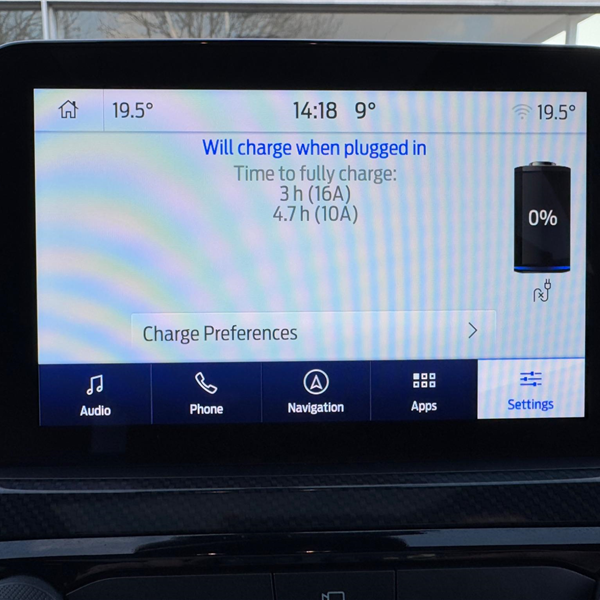 19.5° 14:18 9° 19.5°
Will charge when plugged in
Time to fully charge:
3 h (16A)
4.7 h (10A)
0%
Charge Preferences
Audio Phone Navigation Apps Settings